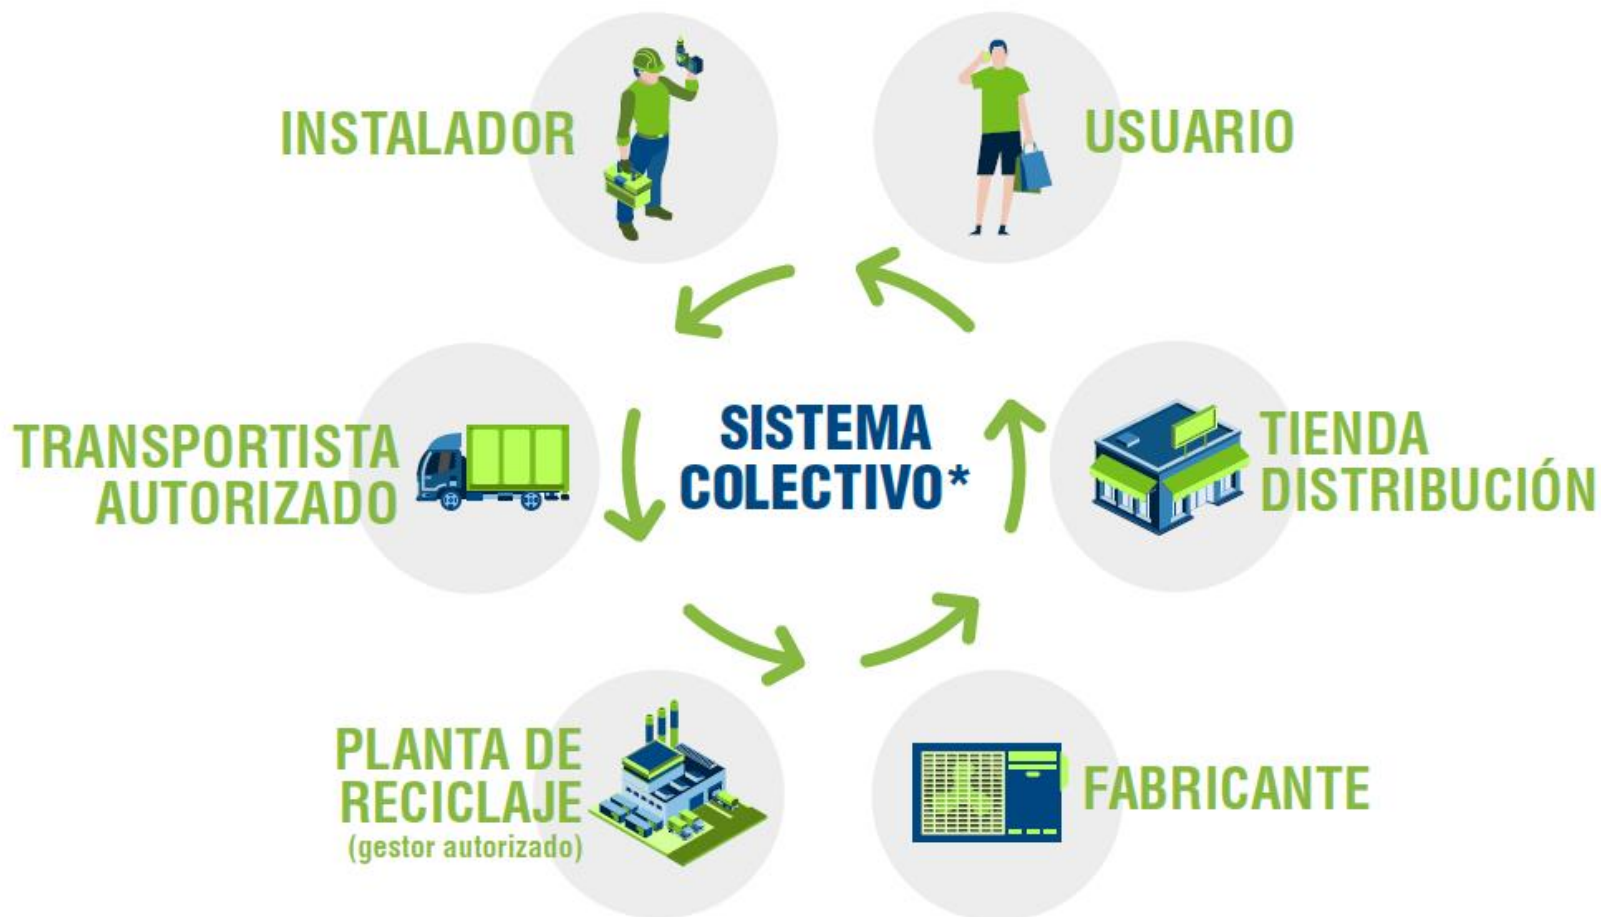 INSTALADOR
USUARIO
TRANSPORTISTA
AUTORIZADO
SISTEMA
COLECTIVO*
TIENDA
DISTRIBUCIÓN
PLANTA DE
RECICLAJE
(gestor autorizado)
FABRICANTE